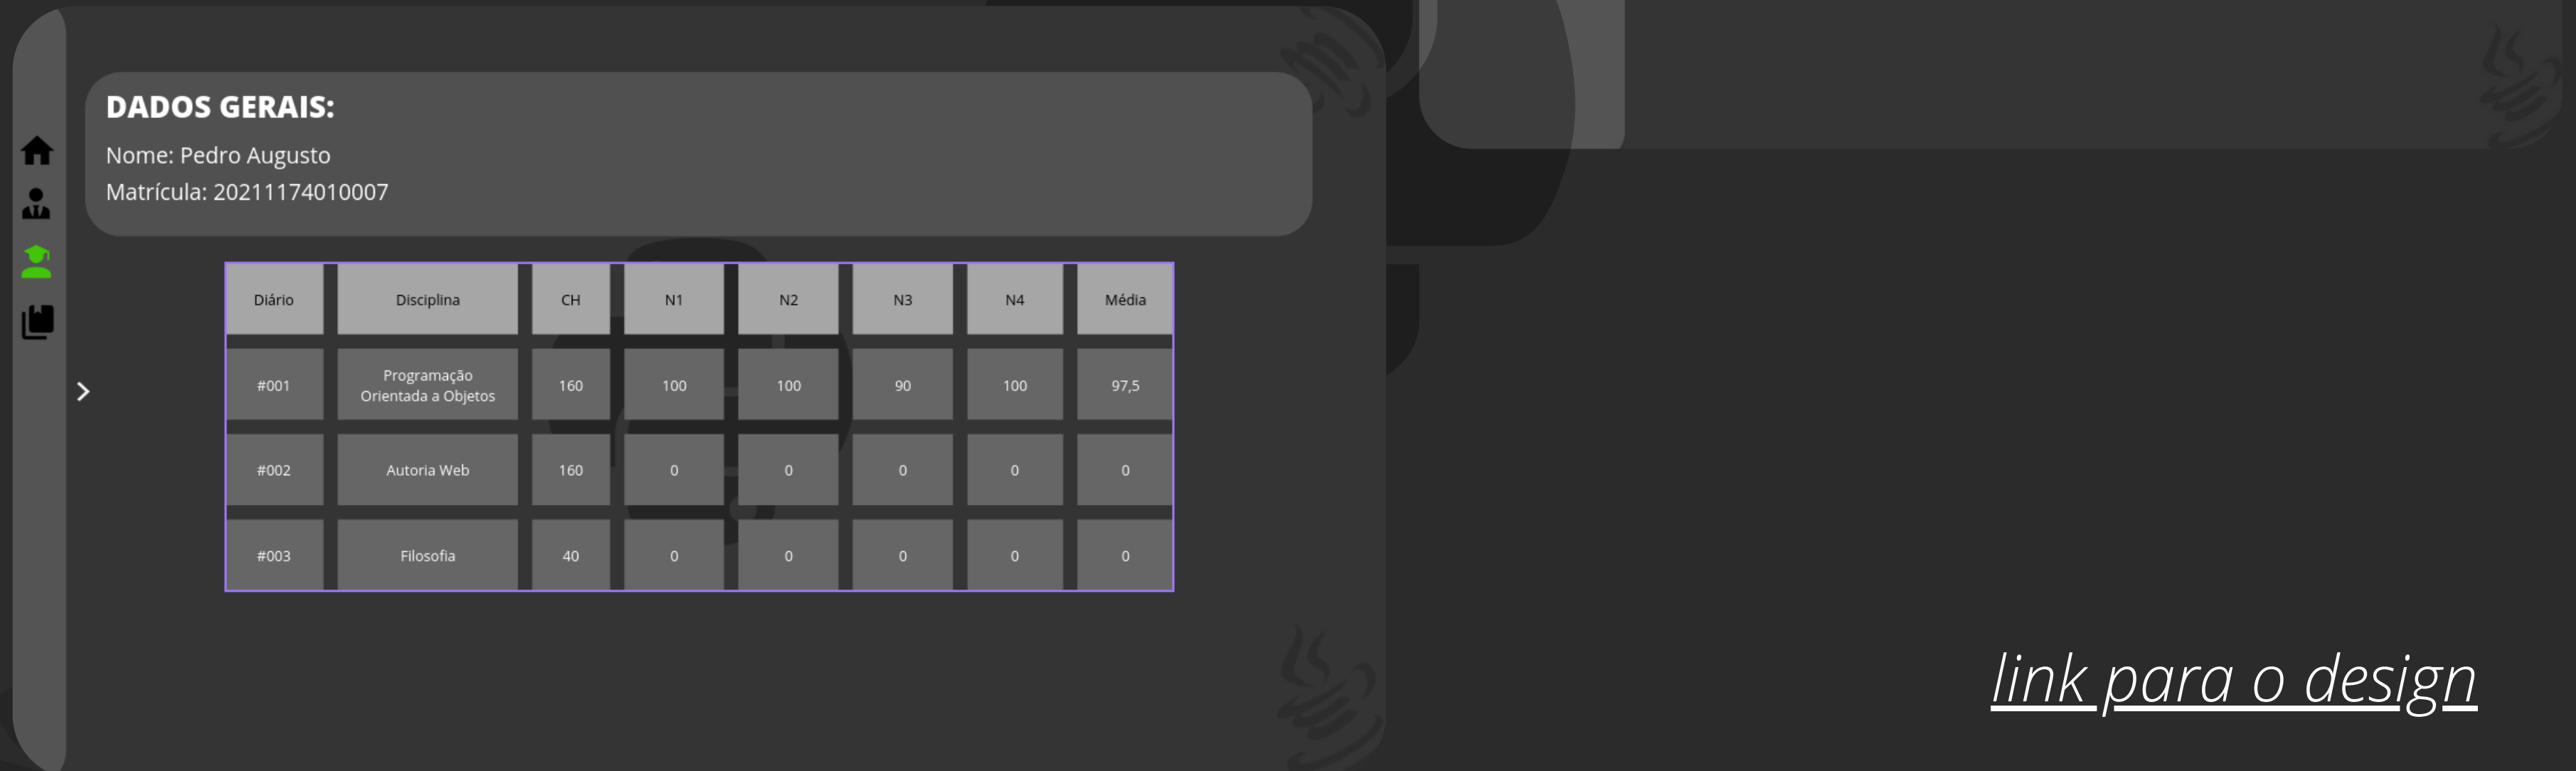 DADOS GERAIS:
Nome: Pedro Augusto
Matrícula: 20211174010007
Diário Disciplina CH N1 N2 N3 N4 Média
#001 Programação Orientada a Objetos 160 100 100 90 100 97,5
#002 Autoria Web 160 0 0 0 0 0
#003 Filosofia 40 0 0 0 0 0
link para o design